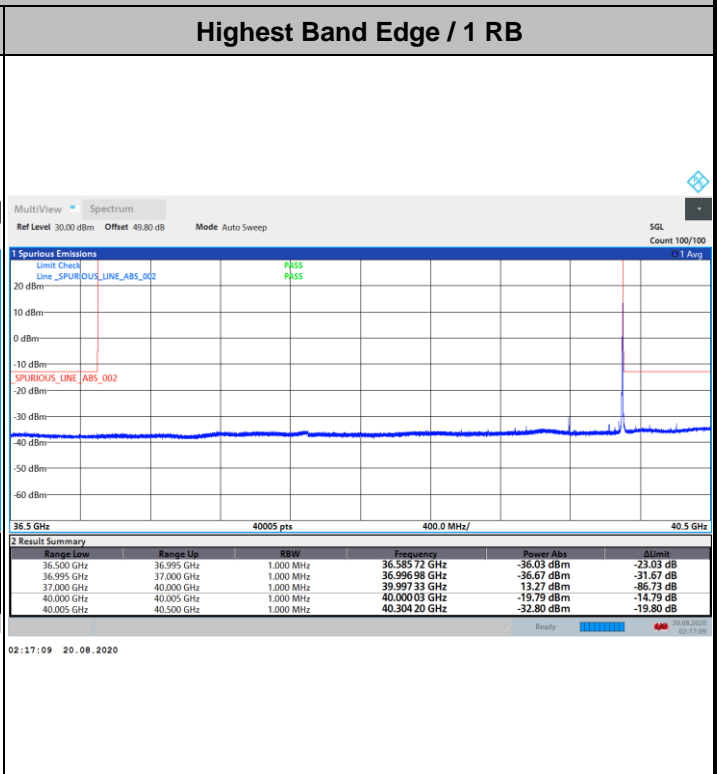 Highest Band Edge / 1 RB
MultiView Spectrum
Ref Level 30.00 dBm Offset 49.80 dB Mode Auto Sweep SGL
Count 100/100
1 Spurious Emissions 1 Avg
Limit Check PASS
Line _SPURIOUS_LINE_ABS_002 PASS
20 dBm
10 dBm
0 dBm
-10 dBm
_SPURIOUS_LINE_ABS_002
-20 dBm
-30 dBm
-40 dBm
-50 dBm
-60 dBm
36.5 GHz 40005 pts 400.0 MHz/ 40.5 GHz
2 Result Summary
Range Low Range Up RBW Frequency Power Abs ΔLimit
36.500 GHz 36.995 GHz 1.000 MHz 36.585 72 GHz -36.03 dBm -23.03 dB
36.995 GHz 37.000 GHz 1.000 MHz 36.996 98 GHz -36.67 dBm -31.67 dB
37.000 GHz 40.000 GHz 1.000 MHz 39.997 33 GHz 13.27 dBm -86.73 dB
40.000 GHz 40.005 GHz 1.000 MHz 40.000 03 GHz -19.79 dBm -14.79 dB
40.005 GHz 40.500 GHz 1.000 MHz 40.304 20 GHz -32.80 dBm -19.80 dB
Ready 20.08.2020
02:17:09
02:17:09 20.08.2020